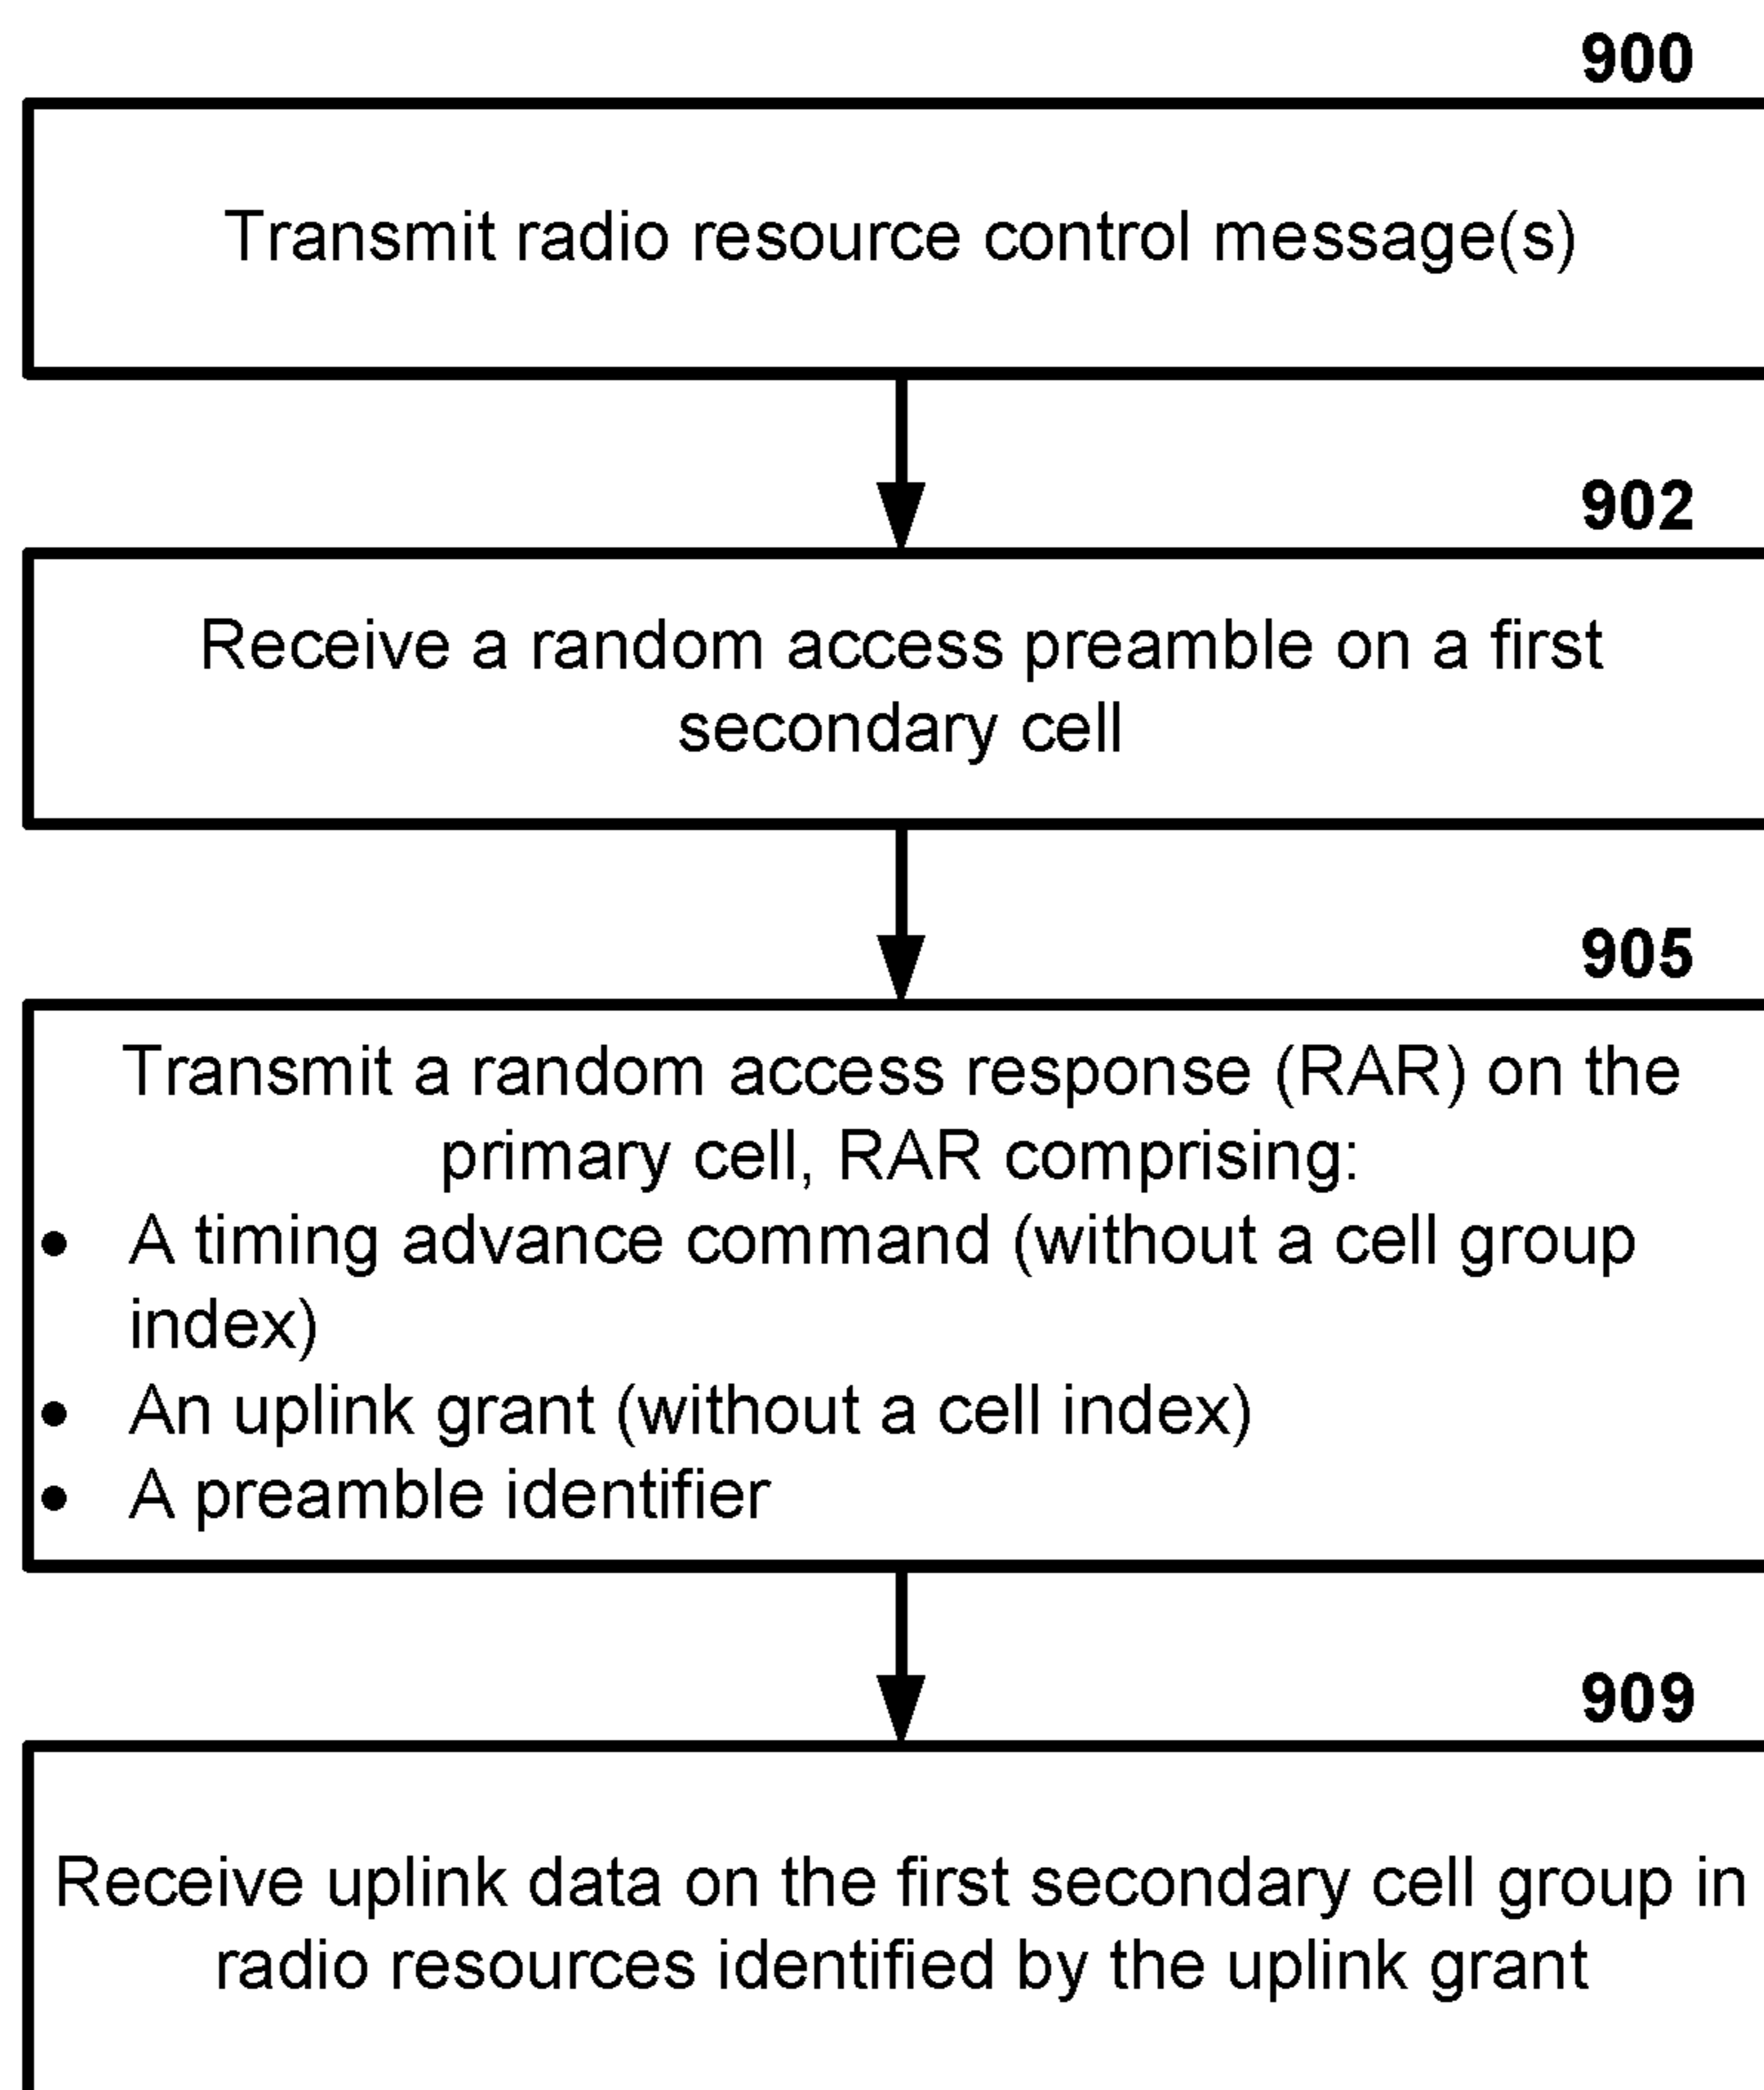 900
Transmit radio resource control message(s)
902
Receive a random access preamble on a first
secondary cell
905
Transmit a random access response (RAR) on the
primary cell, RAR comprising:
• A timing advance command (without a cell group
index)
• An uplink grant (without a cell index)
• A preamble identifier
909
Receive uplink data on the first secondary cell group in
radio resources identified by the uplink grant